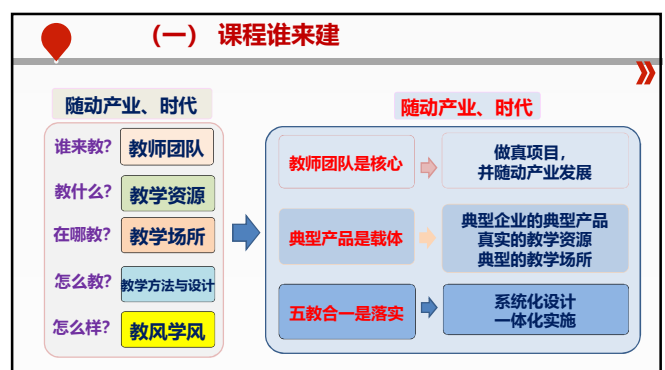 （一） 课程谁来建
随动产业、时代
谁来教? 教师团队
教什么? 教学资源
在哪教? 教学场所
怎么教? 教学方法与设计
怎么样? 教风学风
随动产业、时代
教师团队是核心
做真项目，
并随动产业发展
典型产品是载体
典型企业的典型产品
真实的教学资源
典型的教学场所
五教合一是落实
系统化设计
一体化实施